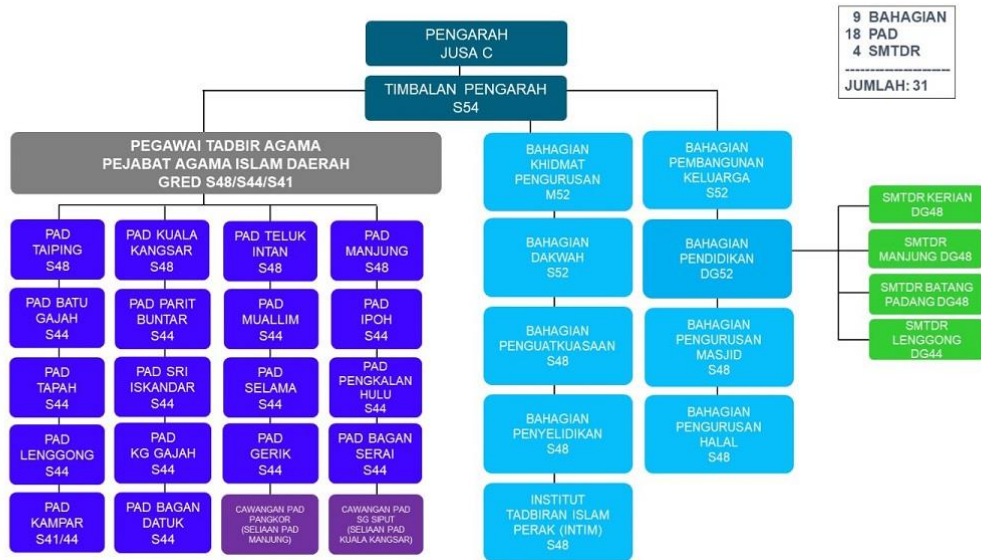 PENGARAH
JUSA C
TIMBALAN PENGARAH
S54
9 BAHAGIAN
18 PAD
4 SMTDR
------------------------
JUMLAH: 31
PEGAWAI TADBIR AGAMA
PEJABAT AGAMA ISLAM DAERAH
GRED S48/S44/S41
PAD
TAIPING
S48
PAD KUALA
KANGSAR
S48
PAD TELUK
INTAN
S48
PAD
MANJUNG
S48
PAD BATU
GAJAH
S44
PAD PARIT
BUNTAR
S44
PAD
MUALLIM
S44
PAD
IPOH
S44
PAD
TAPAH
S44
PAD SRI
ISKANDAR
S44
PAD
SELAMA
S44
PAD
PENGKALAN
HULU
S44
PAD
LENGGONG
S44
PAD
KG GAJAH
S44
PAD
GERIK
S44
PAD BAGAN
SERAI
S44
PAD
KAMPAR
S41/44
PAD BAGAN
DATUK
S44
CAWANGAN PAD
PANGKOR
(SELIAAN PAD
MANJUNG)
CAWANGAN PAD
SG SIPUT
(SELIAAN PAD
KUALA KANGSAR)
BAHAGIAN
KHIDMAT
PENGURUSAN
M52
BAHAGIAN
PEMBANGUNAN
KELUARGA
S52
BAHAGIAN
DAKWAH
S52
BAHAGIAN
PENDIDIKAN
DG52
BAHAGIAN
PENGUATKUASAAN
S48
BAHAGIAN
PENGURUSAN
MASJID
S48
BAHAGIAN
PENYELIDIKAN
S48
BAHAGIAN
PENGURUSAN
HALAL
S48
INSTITUT
TADBIRAN ISLAM
PERAK (INTIM)
S48
SMTDR KERIAN
DG48
SMTDR
MANJUNG DG48
SMTDR BATANG
PADANG DG48
SMTDR
LENGGONG
DG44